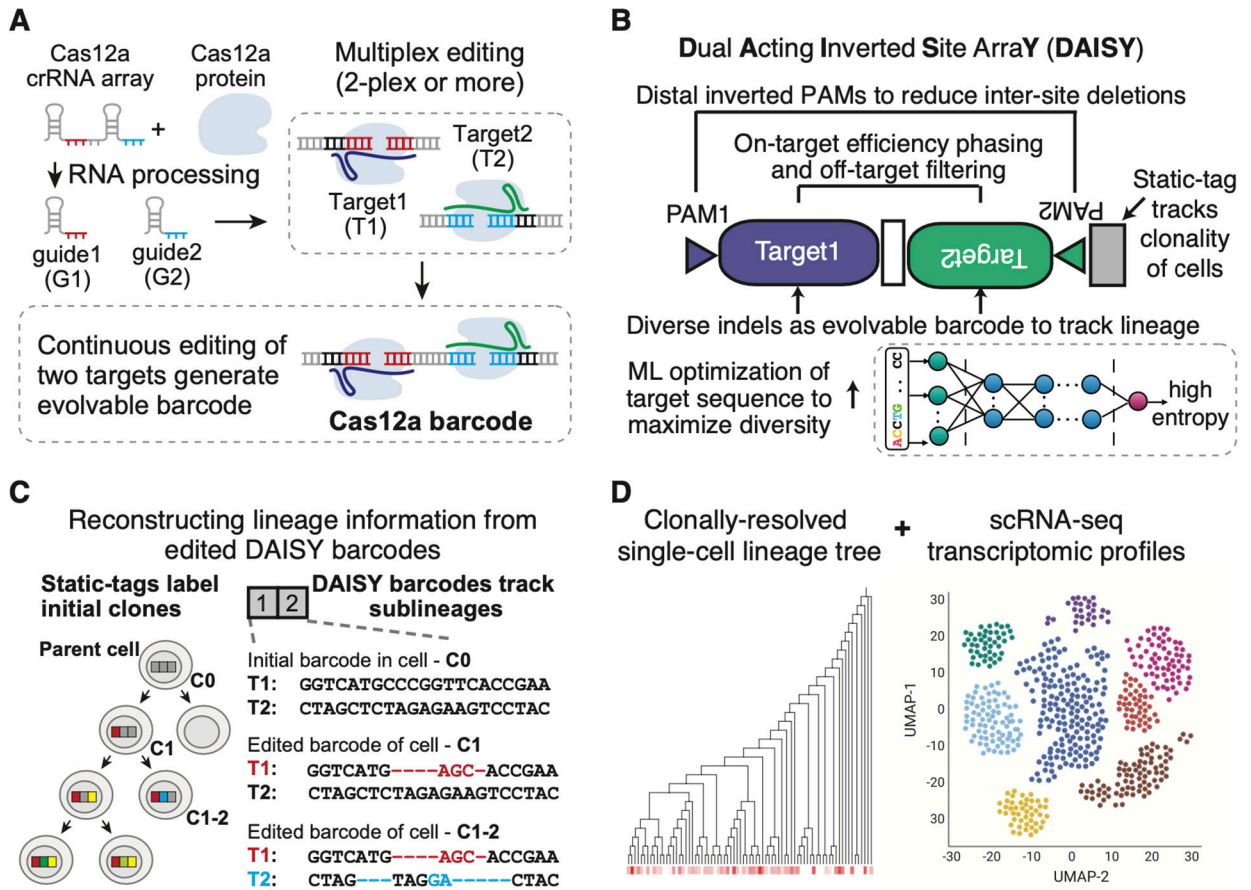 A
Cas12a
crRNA array
Cas12a
protein
+
RNA processing
guide1
(G1)
guide2
(G2)
Multiplex editing
(2-plex or more)
Target1
(T1)
Target2
(T2)
Continuous editing of
two targets generate
evolvable barcode
Cas12a barcode
B
Dual Acting Inverted Site ArraY (DAISY)
Distal inverted PAMs to reduce inter-site deletions
On-target efficiency phasing
and off-target filtering
PAM1
Target1
Target2
PAM2
Static-tag
tracks
clonality
of cells
Diverse indels as evolvable barcode to track lineage
ML optimization of
target sequence to
maximize diversity
ACCTG .. CC
high
entropy
C
Reconstructing lineage information from
edited DAISY barcodes
Static-tags label
initial clones
Parent cell
C0
C1
C1-2
1 2
DAISY barcodes track
sublineages
Initial barcode in cell - C0
T1: GGTCATGCCCGGTTCACCGAA
T2: CTAGCTCTAGAGAAGTCCTAC
Edited barcode of cell - C1
T1: GGTCATG----AGC-ACCGAA
T2: CTAGCTCTAGAGAAGTCCTAC
Edited barcode of cell - C1-2
T1: GGTCATG----AGC-ACCGAA
T2: CTAG---TAGGA------CTAC
D
Clonally-resolved
single-cell lineage tree
+
scRNA-seq
transcriptomic profiles
UMAP-1
30
20
10
0
-10
-20
30
-30 -20 -10 0 10 20 30
UMAP-2